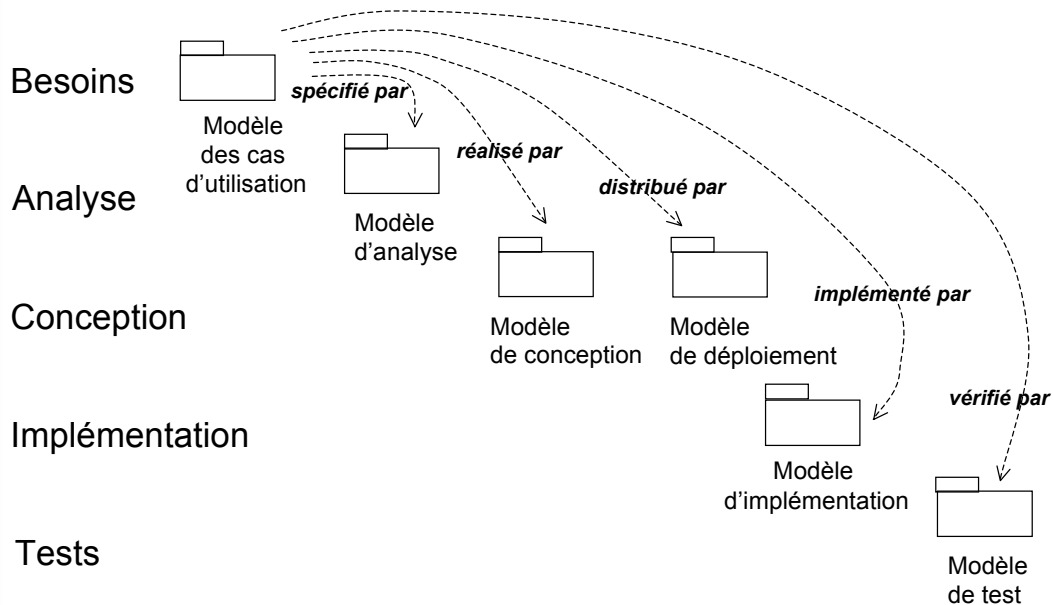 Besoins
spécifié par
Modèle
des cas
d'utilisation
Analyse
réalisé par
distribué par
Modèle
d'analyse
Conception
implémenté par
Modèle
de conception
Modèle
de déploiement
Implémentation
vérifié par
Modèle
d'implémentation
Tests
Modèle
de test